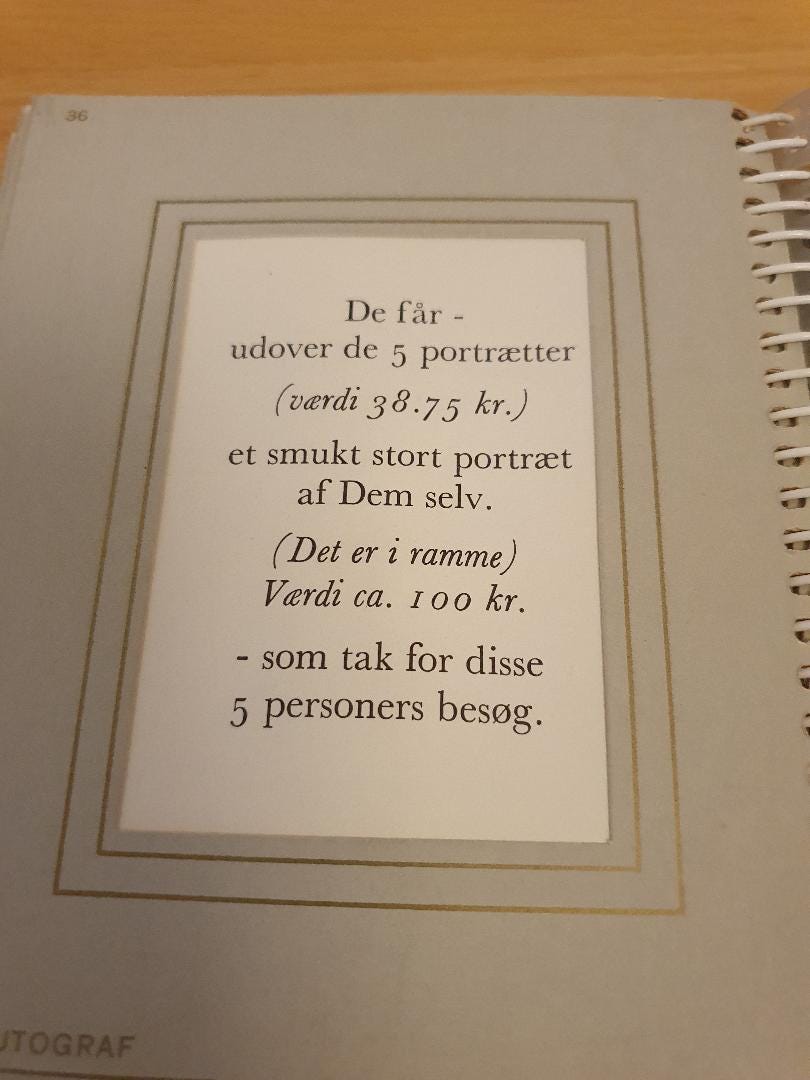 36
De får -
udover de 5 portrætter
(værdi 38.75 kr.)
et smukt stort portræt
af Dem selv.
(Det er i ramme)
Værdi ca. 100 kr.
- som tak for disse
5 personers besøg.
UTOGRAF